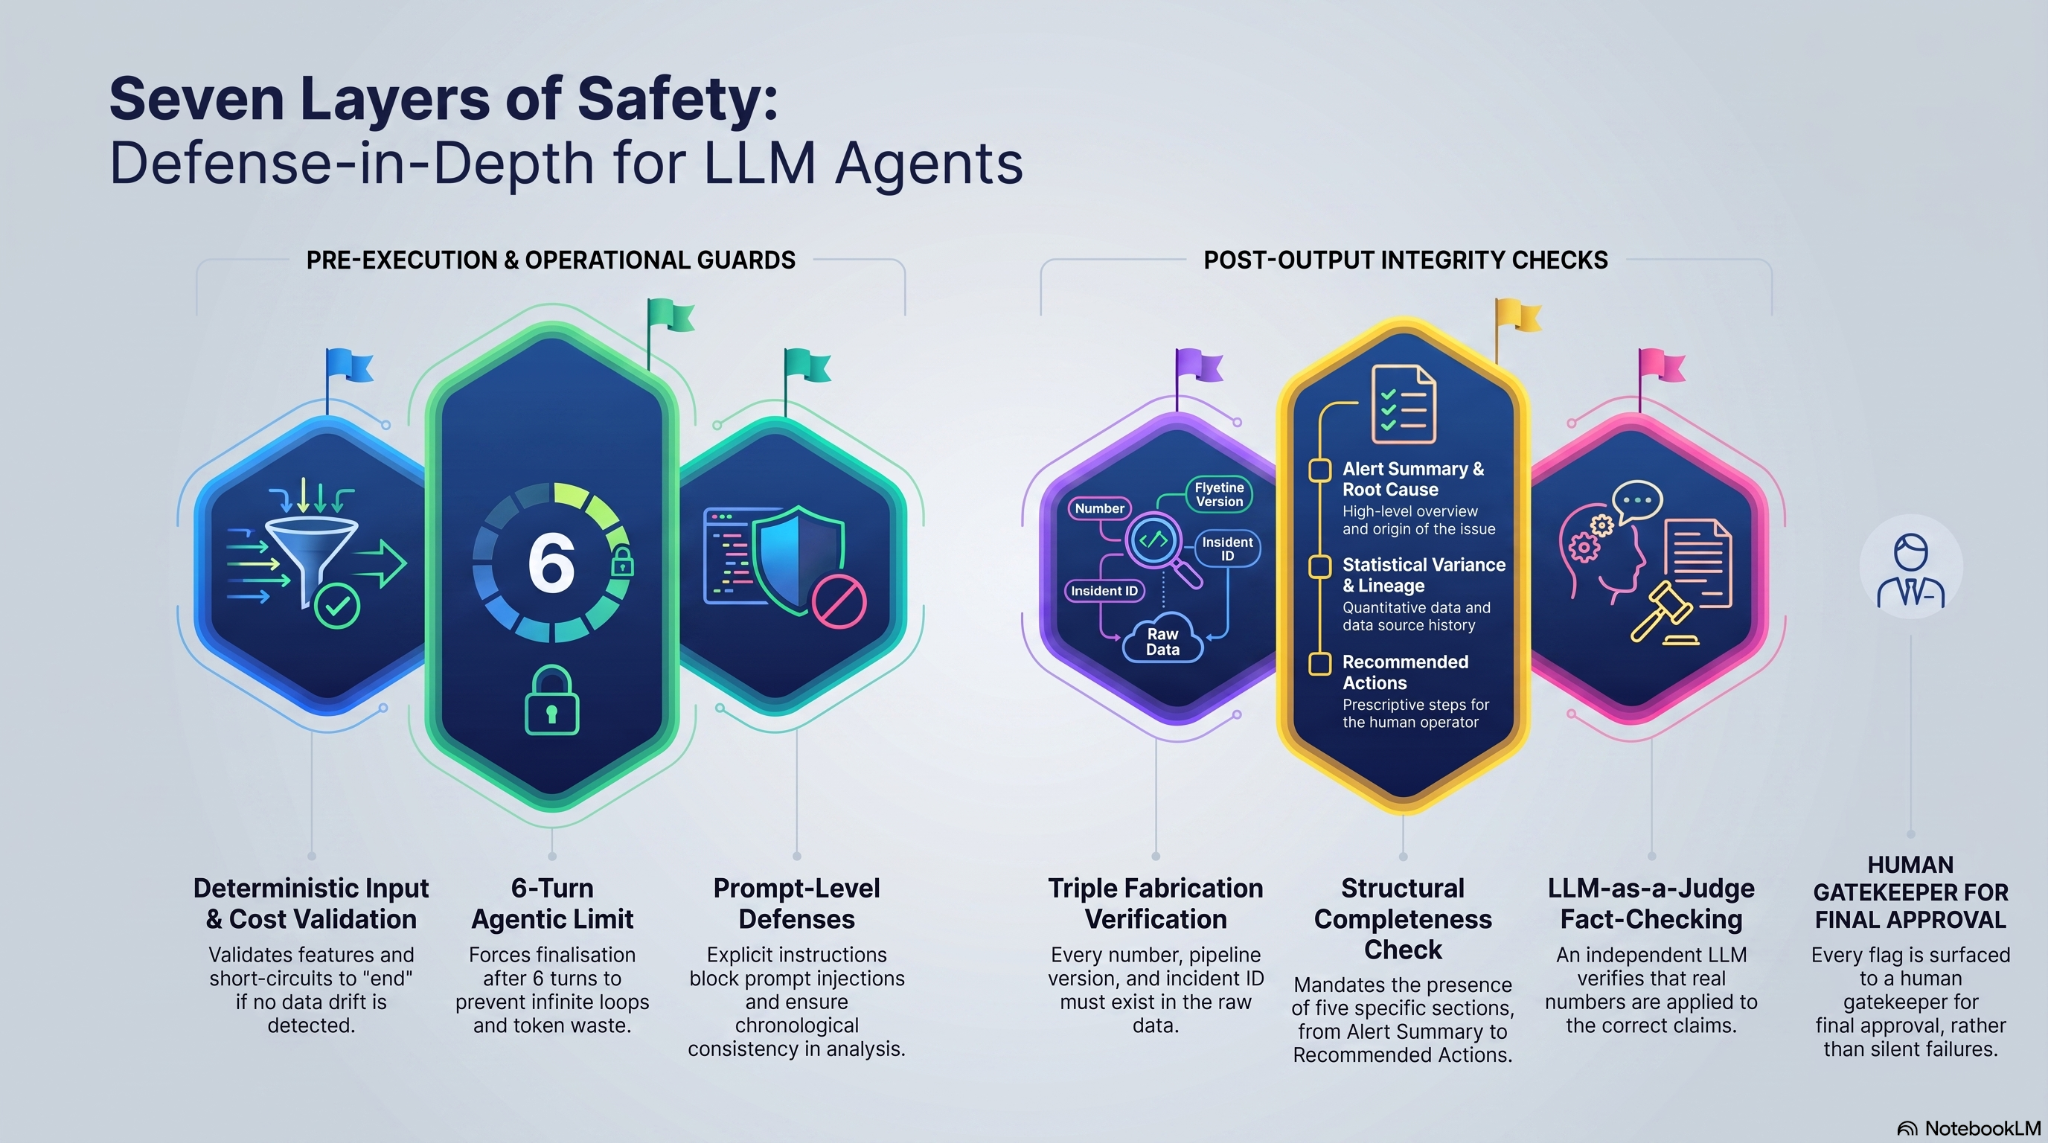 Seven Layers of Safety:
Defense-in-Depth for LLM Agents
PRE-EXECUTION & OPERATIONAL GUARDS
6
Deterministic Input
& Cost Validation
Validates features and
short-circuits to "end"
if no data drift is
detected.
6-Turn
Agentic Limit
Forces finalisation
after 6 turns to
prevent infinite loops
and token waste.
Prompt-Level
Defenses
Explicit instructions
block prompt injections
and ensure
chronological
consistency in analysis.
POST-OUTPUT INTEGRITY CHECKS
Number
Flyetine
Version
Insident
ID
Insident ID
</>
Raw
Data
Alert Summary &
Root Cause
High-level overview
and origin of the issue
Statistical Variance
& Lineage
Quantitative data and
data source history
Recommended
Actions
Prescriptive steps for
the human operator
Triple Fabrication
Verification
Every number, pipeline
version, and incident ID
must exist in the raw
data.
Structural
Completeness
Check
Mandates the presence
of five specific sections,
from Alert Summary to
Recommended Actions.
LLM-as-a-Judge
Fact-Checking
An independent LLM
verifies that real
numbers are applied to
the correct claims.
HUMAN
GATEKEEPER FOR
FINAL APPROVAL
Every flag is surfaced
to a human
gatekeeper for
final approval, rather
than silent failures.
NotebookLM